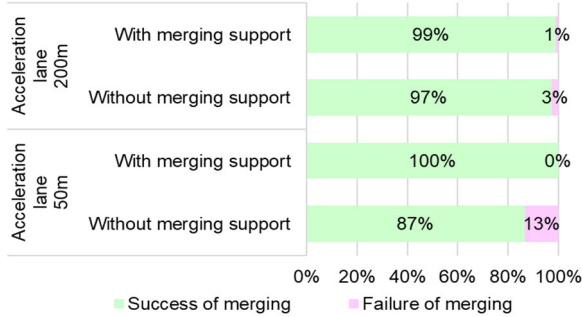 Acceleration
lane
200m
With merging support
99%
1%
Without merging support
97%
3%
Acceleration
lane
50m
With merging support
100%
0%
Without merging support
87%
13%
0% 20% 40% 60% 80% 100%
Success of merging Failure of merging